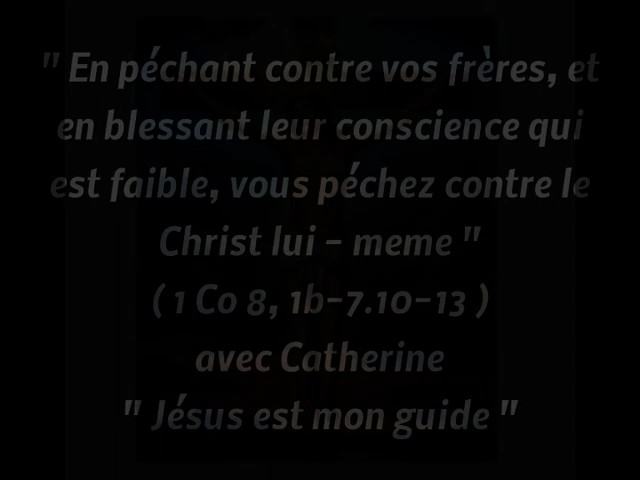 " En péchant contre vos frères, et
en blessant leur conscience qui
est faible, vous péchez contre le
Christ lui - meme "
( 1 Co 8, 1b-7.10-13 )
avec Catherine
" Jésus est mon guide "